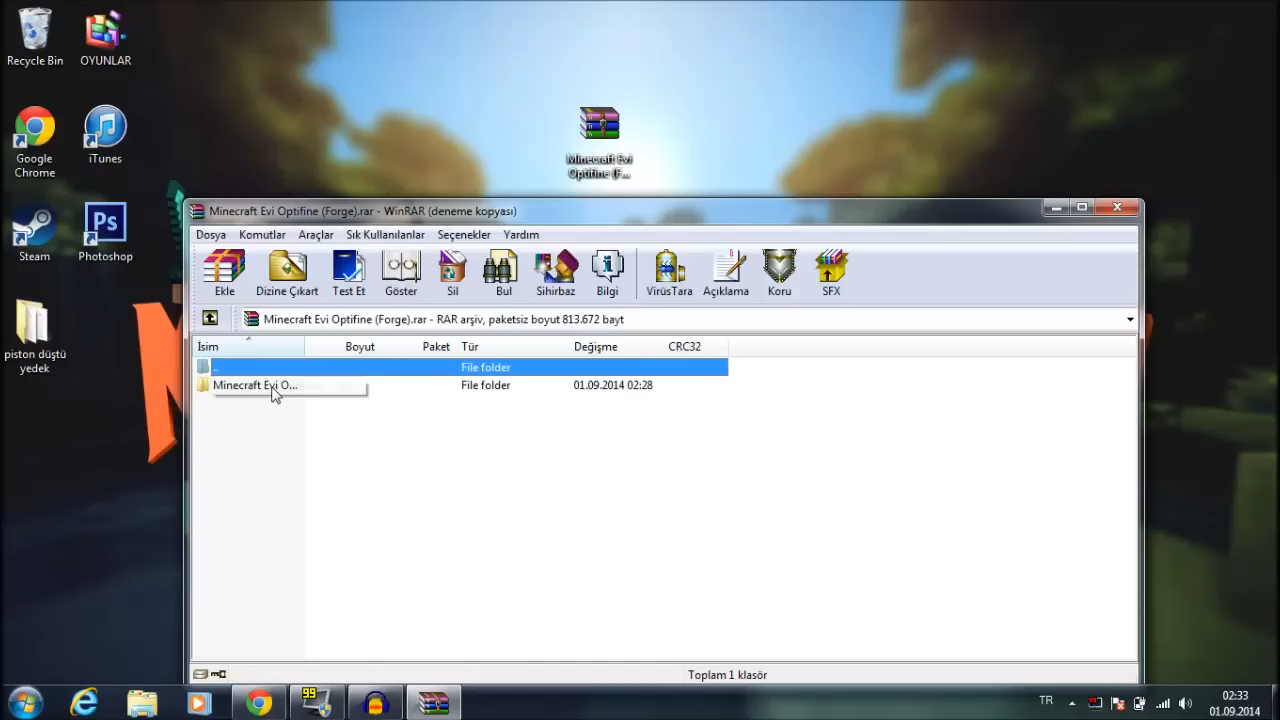 Recycle Bin
OYUNLAR
Google
Chrome
iTunes
Steam
Ps
Photoshop
piston düştü
yedek
Minecraft Evi
Optifine (F...
Minecraft Evi Optifine (Forge).rar - WinRAR (deneme kopyası)
Dosya Komutlar Araçlar Sık Kullanılanlar Seçenekler Yardım
Ekle Dizine Çıkart Test Et Göster Sil Bul Sihirbaz Bilgi VirüsTara Açıklama Koru SFX
Minecraft Evi Optifine (Forge).rar - RAR arşiv, paketsiz boyut 813.672 bayt
İsim Boyut Paket Tür Değişme CRC32
.. File folder
Minecraft Evi O... File folder 01.09.2014 02:28
Toplam 1 klasör
99
TR
02:33
01.09.2014